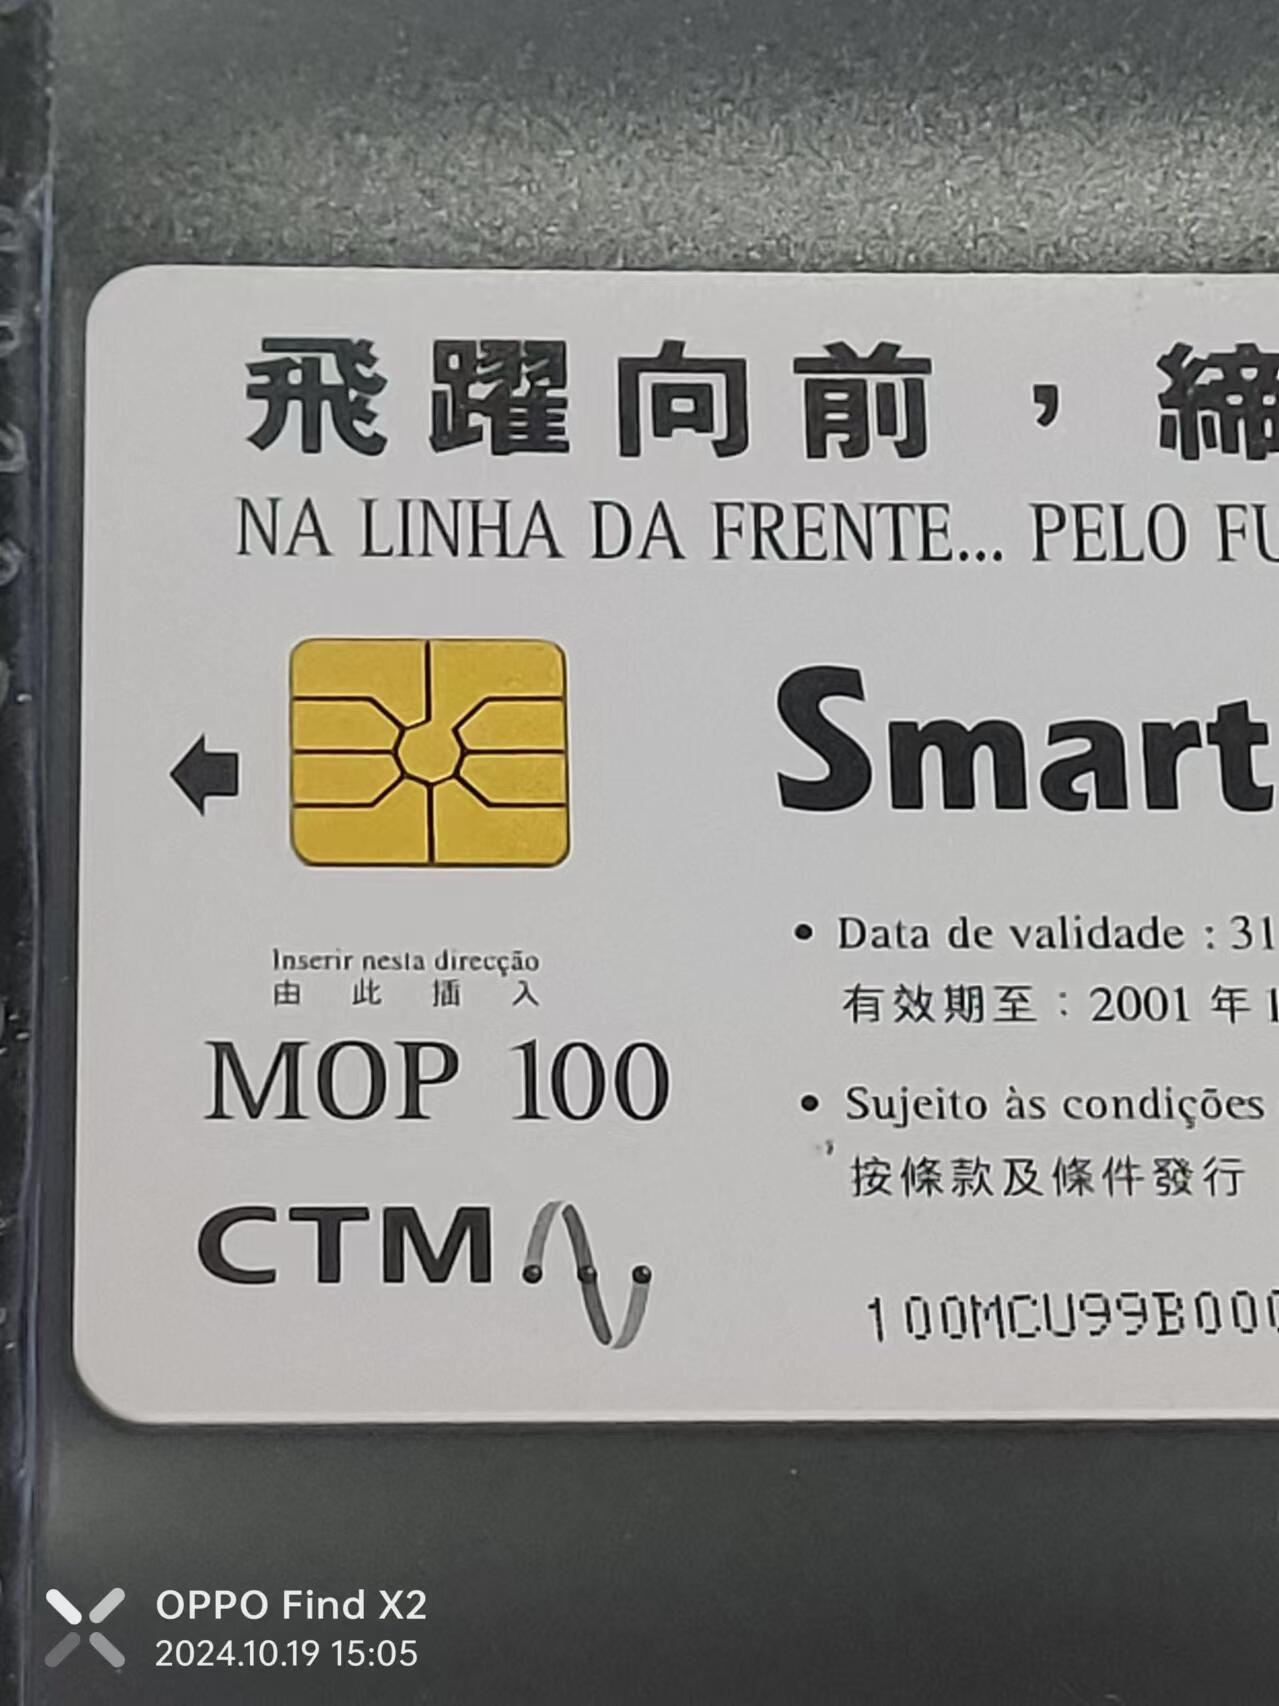 飛躍向前，締
NA LINHA DA FRENTE... PELO FU
Smart
Inserir nesta direcção
由此插入
MOP 100
CTM
• Data de validade : 31
有效期至：2001 年 1
• Sujeito às condições
按條款及條件發行
100MCU99B000
OPPO Find X2
2024.10.19 15:05